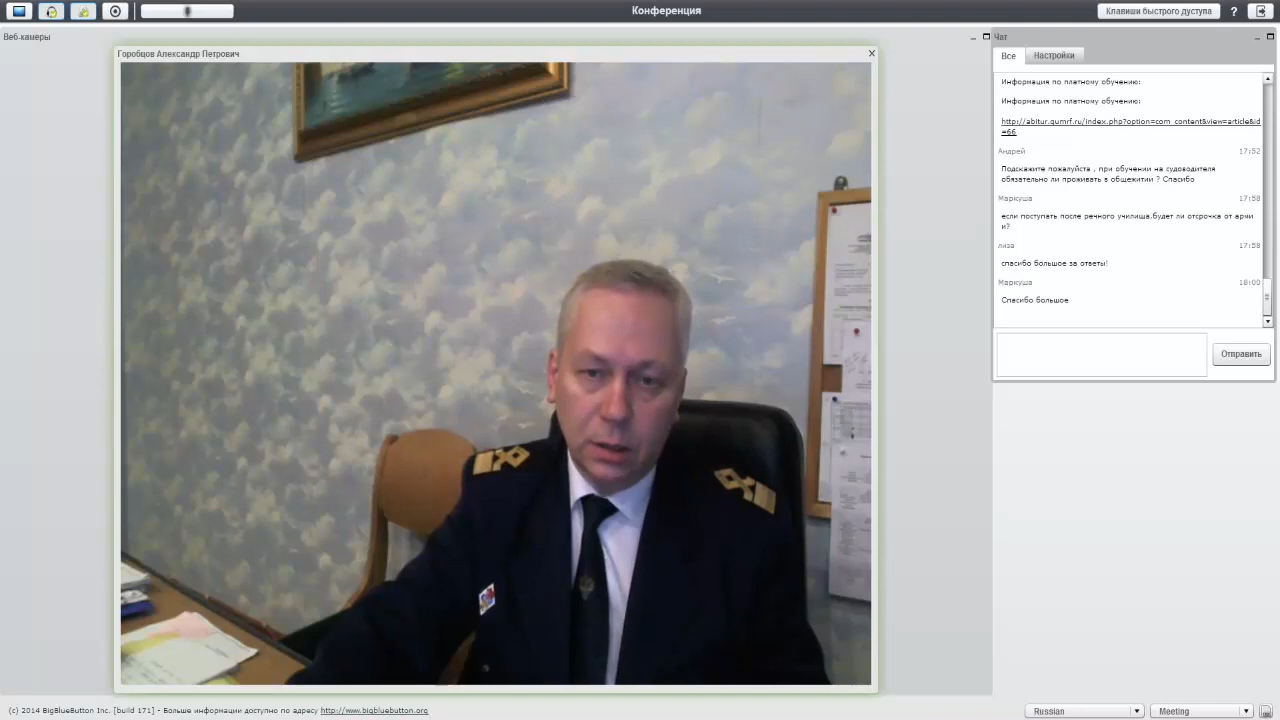 Конференция
Клавиши быстрого доступа
?
Веб-камеры
Горобцов Александр Петрович
Чат
Все
Настройки
Информация по платному обучению:
Информация по платному обучению:
http://abitur.gumrf.ru/index.php?option=com_content&view=article&id
=66
Андрей 17:52
Подскажите пожалуйста , при обучении на судоводителя
обязательно ли проживать в общежитии ? Спасибо
Маркуша 17:58
если поступать после речного училища.будет ли отсрочка от арми
и?
лиза 17:58
спасибо большое за ответы!
Маркуша 18:00
Спасибо большое
Отправить
(c) 2014 BigBlueButton Inc. [build 171] - Больше информации доступно по адресу http://www.bigbluebutton.org
Russian
Meeting